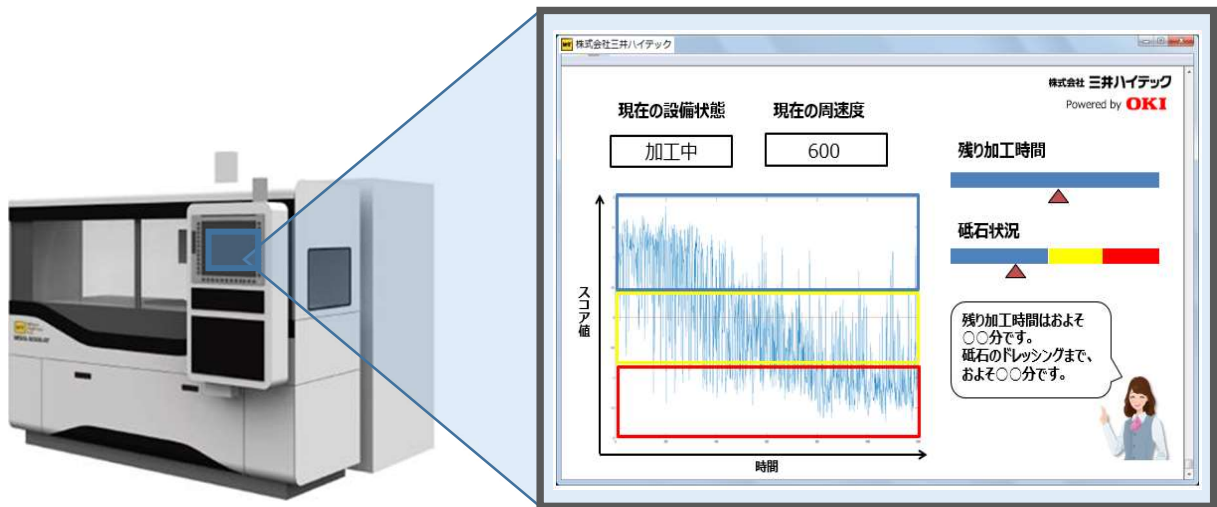 株式会社三井ハイテック
株式会社 三井ハイテック
Powered by OKI
現在の設備状態
現在の周速度
加工中
600
残り加工時間
砥石状況
スコア値
時間
残り加工時間はおよそ
○○分です。
砥石のドレッシングまで、
およそ○○分です。